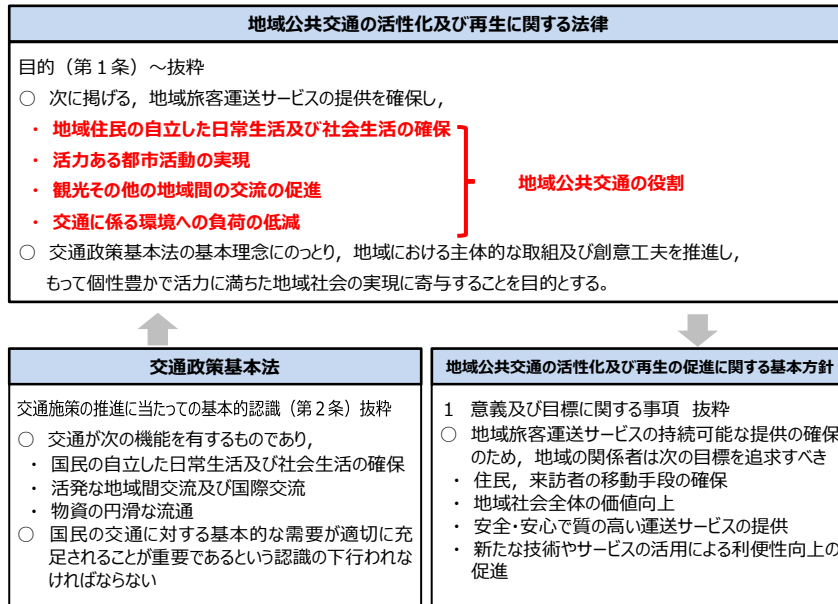 地域公共交通の活性化及び再生に関する法律
目的（第１条）～抜粋
○ 次に掲げる，地域旅客運送サービスの提供を確保し，
・ 地域住民の自立した日常生活及び社会生活の確保
・ 活力ある都市活動の実現
・ 観光その他の地域間の交流の促進
・ 交通に係る環境への負荷の低減
地域公共交通の役割
○ 交通政策基本法の基本理念にのっとり，地域における主体的な取組及び創意工夫を推進し，
もって個性豊かで活力に満ちた地域社会の実現に寄与することを目的とする。
交通政策基本法
交通施策の推進に当たっての基本的認識（第２条）抜粋
○ 交通が次の機能を有するものであり，
・ 国民の自立した日常生活及び社会生活の確保
・ 活発な地域間交流及び国際交流
・ 物資の円滑な流通
○ 国民の交通に対する基本的な需要が適切に充
足されることが重要であるという認識の下行われな
ければならない
地域公共交通の活性化及び再生の促進に関する基本方針
１ 意義及び目標に関する事項 抜粋
○ 地域旅客運送サービスの持続可能な提供の確保
のため，地域の関係者は次の目標を追求すべき
・ 住民，来訪者の移動手段の確保
・ 地域社会全体の価値向上
・ 安全・安心で質の高い運送サービスの提供
・ 新たな技術やサービスの活用による利便性向上の
促進